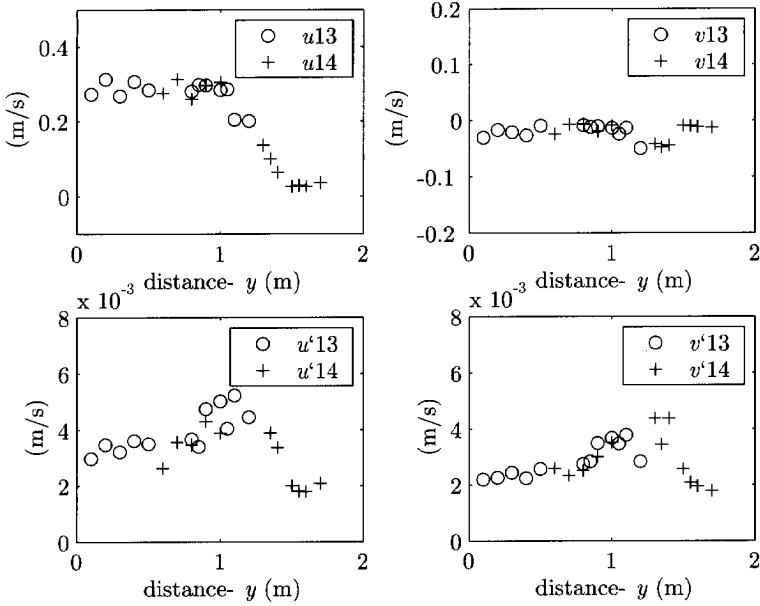 0.4
0.2
0
(m/s)
u13
u14
0
1
2
distance- y (m)
0.2
0.1
0
-0.1
-0.2
(m/s)
v13
v14
0
1
2
distance- y (m)
x 10⁻³
8
6
4
2
0
(m/s)
u‘13
u‘14
0
1
2
distance- y (m)
x 10⁻³
8
6
4
2
0
(m/s)
v‘13
v‘14
0
1
2
distance- y (m)